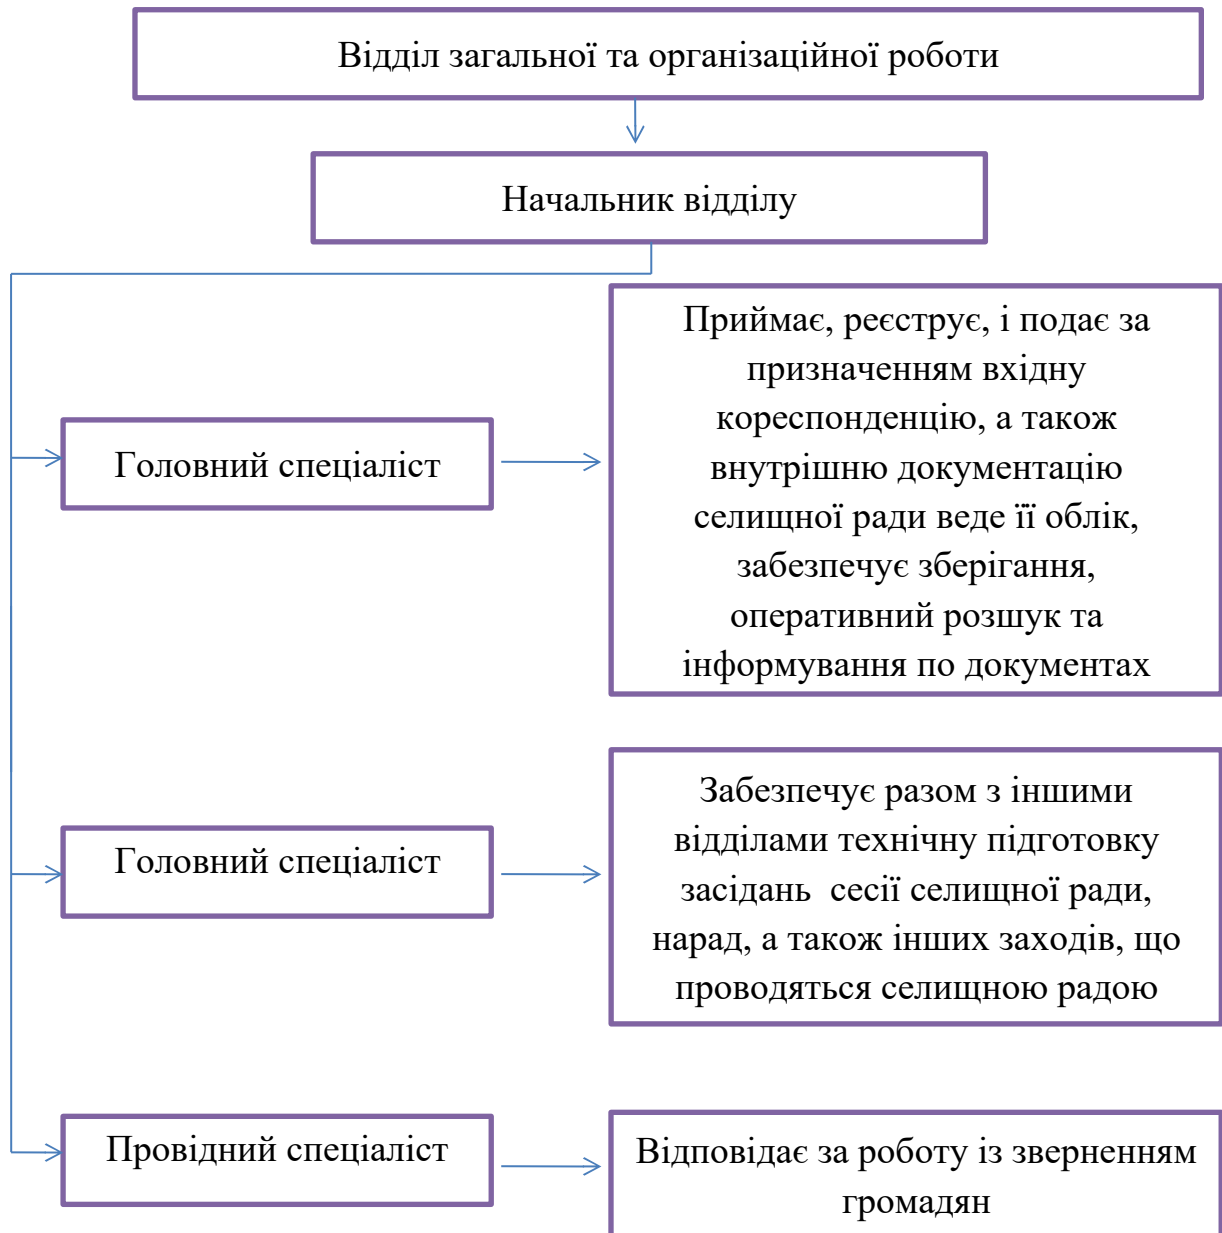 Відділ загальної та організаційної роботи
Начальник відділу
Головний спеціаліст
Приймає, реєструє, і подає за
призначенням вхідну
кореспонденцію, а також
внутрішню документацію
селищної ради веде її облік,
забезпечує зберігання,
оперативний розшук та
інформування по документах
Головний спеціаліст
Забезпечує разом з іншими
відділами технічну підготовку
засідань сесії селищної ради,
нарад, а також інших заходів, що
проводяться селищною радою
Провідний спеціаліст
Відповідає за роботу із зверненням
громадян